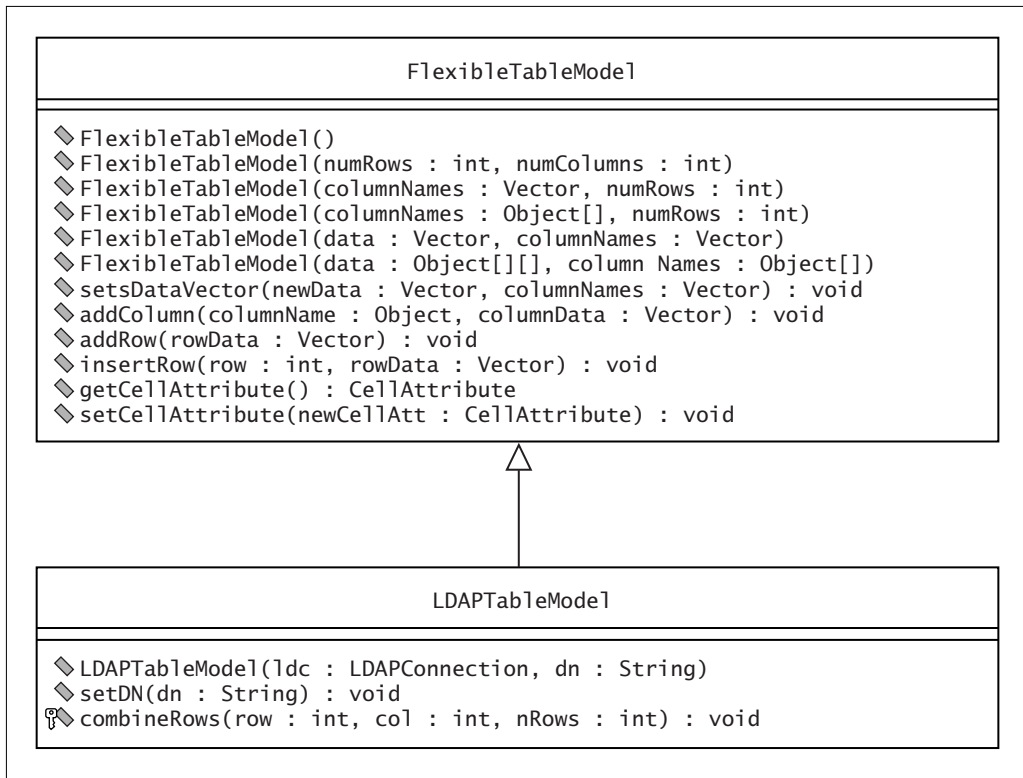 FlexibleTableModel
FlexibleTableModel()
FlexibleTableModel(numRows : int, numColumns : int)
FlexibleTableModel(columnNames : Vector, numRows : int)
FlexibleTableModel(columnNames : Object[], numRows : int)
FlexibleTableModel(data : Vector, columnNames : Vector)
FlexibleTableModel(data : Object[][], column Names : Object[])
setsDataVector(newData : Vector, columnNames : Vector) : void
addColumn(columnName : Object, columnData : Vector) : void
addRow(rowData : Vector) : void
insertRow(row : int, rowData : Vector) : void
getCellAttribute() : CellAttribute
setCellAttribute(newCellAtt : CellAttribute) : void
LDAPTableModel
LDAPTableModel(ldc : LDAPConnection, dn : String)
setDN(dn : String) : void
combineRows(row : int, col : int, nRows : int) : void